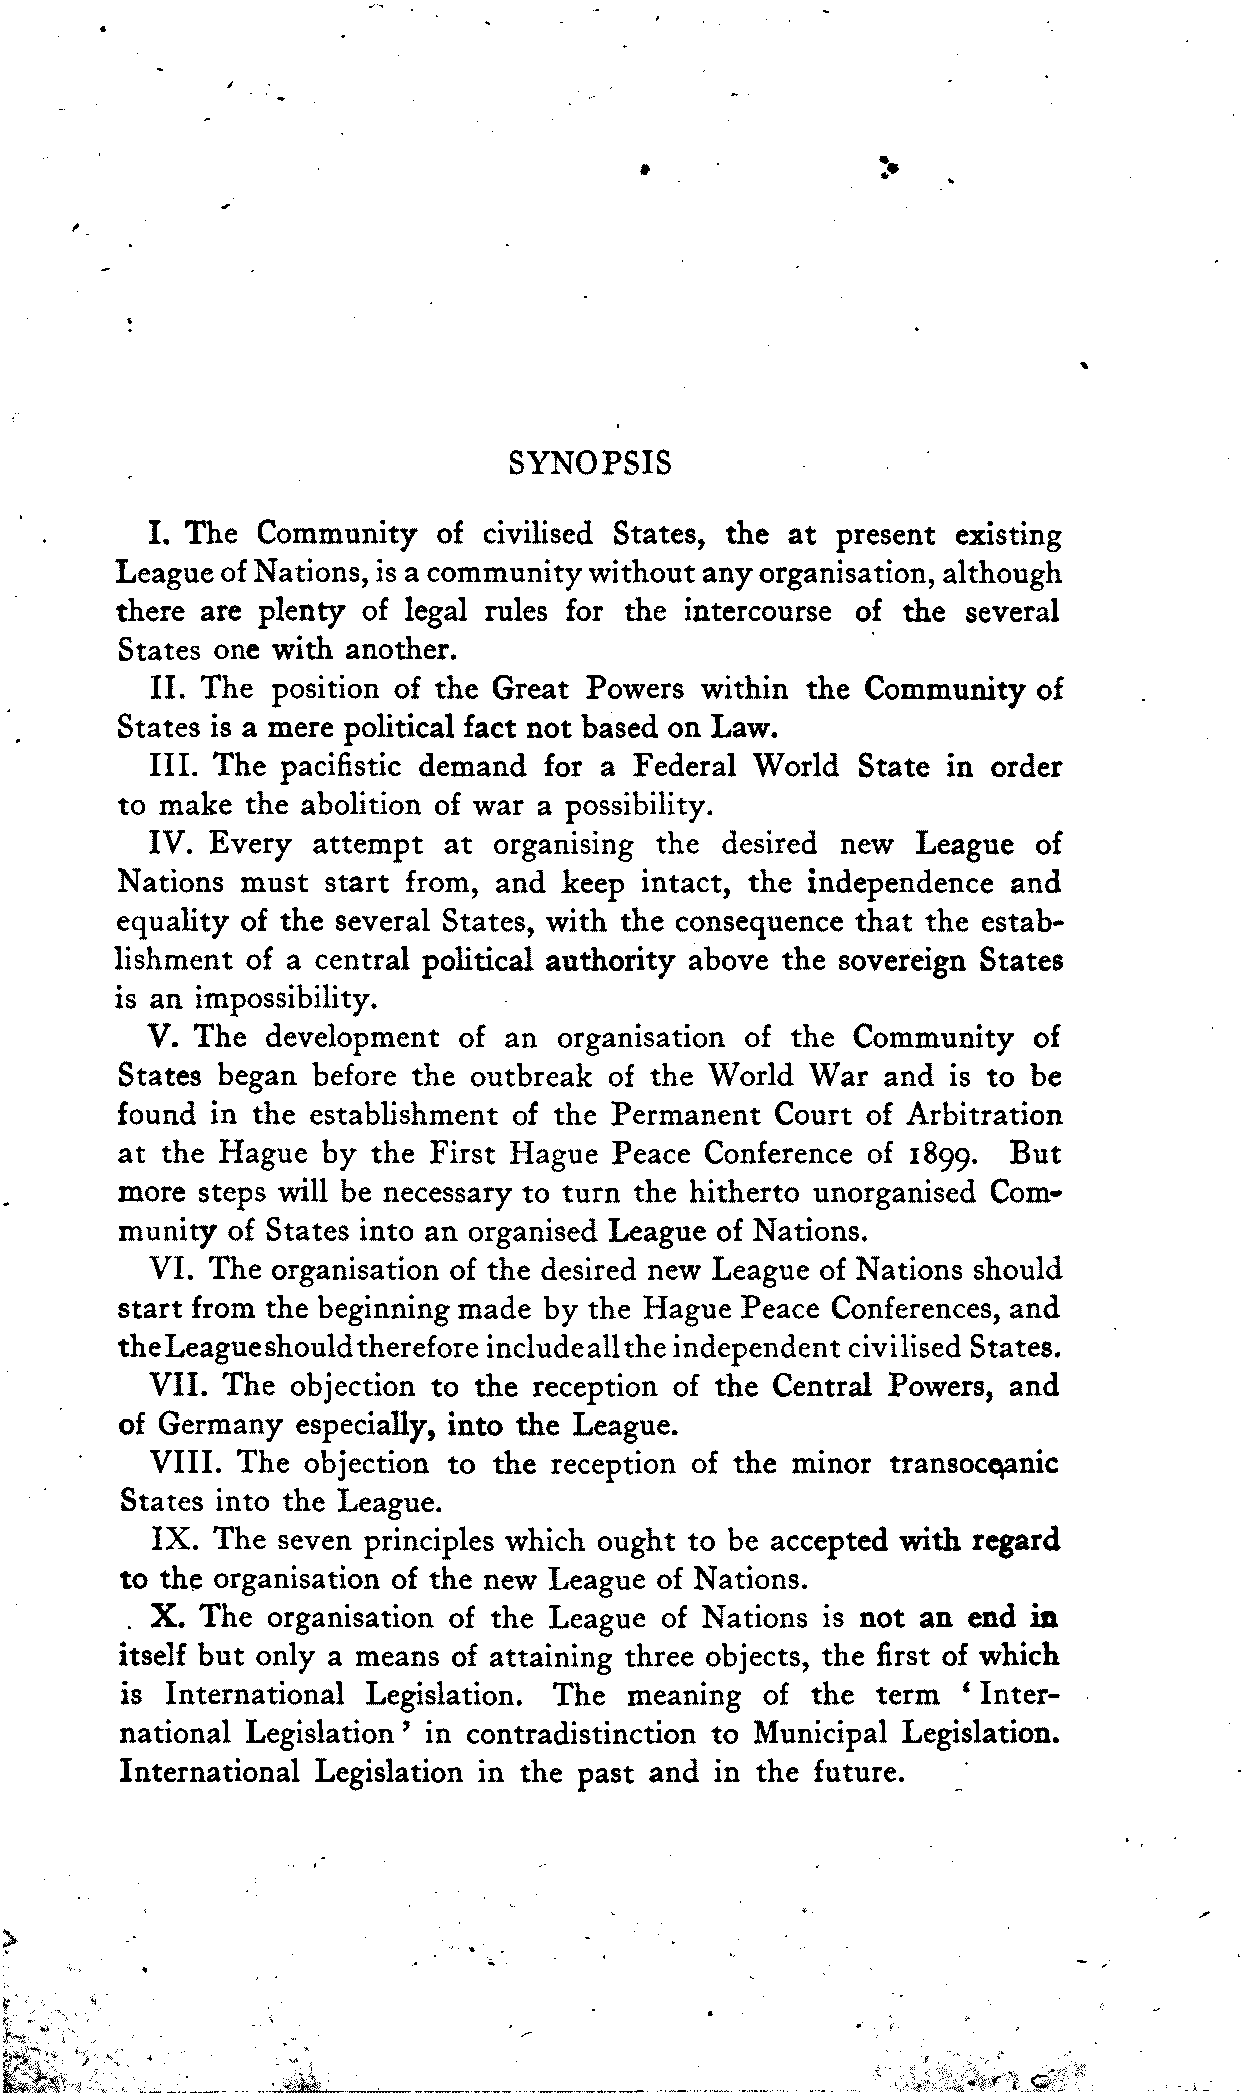 SYNOPSIS
I. The Community of civilised States, the at present existing
League of Nations, is a community without any organisation, although
there are plenty of legal rules for the intercourse of the several
States one with another.
II. The position of the Great Powers within the Community of
States is a mere political fact not based on Law.
III. The pacifistic demand for a Federal World State in order
to make the abolition of war a possibility.
IV. Every attempt at organising the desired new League of
Nations must start from, and keep intact, the independence and
equality of the several States, with the consequence that the estab-
lishment of a central political authority above the sovereign States
is an impossibility.
V. The development of an organisation of the Community of
States began before the outbreak of the World War and is to be
found in the establishment of the Permanent Court of Arbitration
at the Hague by the First Hague Peace Conference of 1899. But
more steps will be necessary to turn the hitherto unorganised Com-
munity of States into an organised League of Nations.
VI. The organisation of the desired new League of Nations should
start from the beginning made by the Hague Peace Conferences, and
the League should therefore include all the independent civilised States.
VII. The objection to the reception of the Central Powers, and
of Germany especially, into the League.
VIII. The objection to the reception of the minor transoceanic
States into the League.
IX. The seven principles which ought to be accepted with regard
to the organisation of the new League of Nations.
X. The organisation of the League of Nations is not an end in
itself but only a means of attaining three objects, the first of which
is International Legislation. The meaning of the term ‘Inter-
national Legislation’ in contradistinction to Municipal Legislation.
International Legislation in the past and in the future.